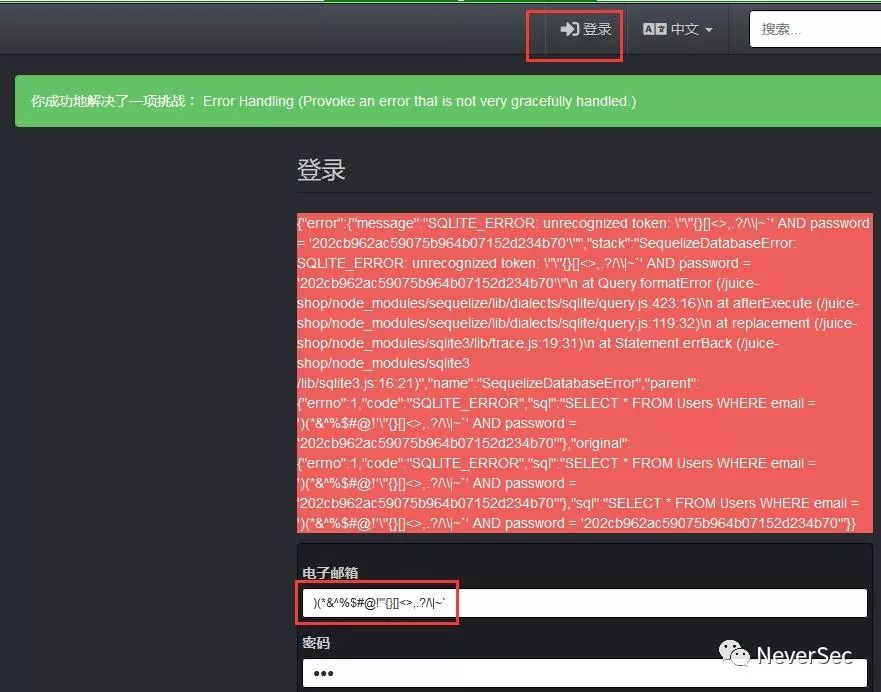 登录 中文 搜索...
你成功地解决了一项挑战： Error Handling (Provoke an error that is not very gracefully handled.)
登录
{"error":{"message":"SQLITE_ERROR: unrecognized token: \"\"{}[]<>,.?/\\|~`' AND password
= '202cb962ac59075b964b07152d234b70'\"","stack":"SequelizeDatabaseError:
SQLITE_ERROR: unrecognized token: \"\"{}[]<>,.?/\\|~`' AND password =
'202cb962ac59075b964b07152d234b70'\"\n at Query.formatError (/juice-
shop/node_modules/sequelize/lib/dialects/sqlite/query.js:423:16)\n at afterExecute (/juice-
shop/node_modules/sequelize/lib/dialects/sqlite/query.js:119:32)\n at replacement (/juice-
shop/node_modules/sqlite3/lib/trace.js:19:31)\n at Statement.errBack (/juice-
shop/node_modules/sqlite3
/lib/sqlite3.js:16:21)","name":"SequelizeDatabaseError","parent":
{"errno":1,"code":"SQLITE_ERROR","sql":"SELECT * FROM Users WHERE email =
')(*&^%$#@!'\"{}[]<>,.?/\\|~`' AND password =
'202cb962ac59075b964b07152d234b70'"},"original":
{"errno":1,"code":"SQLITE_ERROR","sql":"SELECT * FROM Users WHERE email =
')(*&^%$#@!'\"{}[]<>,.?/\\|~`' AND password =
'202cb962ac59075b964b07152d234b70'"},"sql":"SELECT * FROM Users WHERE email =
')(*&^%$#@!'\"{}[]<>,.?/\\|~`' AND password = '202cb962ac59075b964b07152d234b70'"}}
电子邮箱
)(*&^%$#@!'"{}[]<>,.?/\|~`
密码
NeverSec